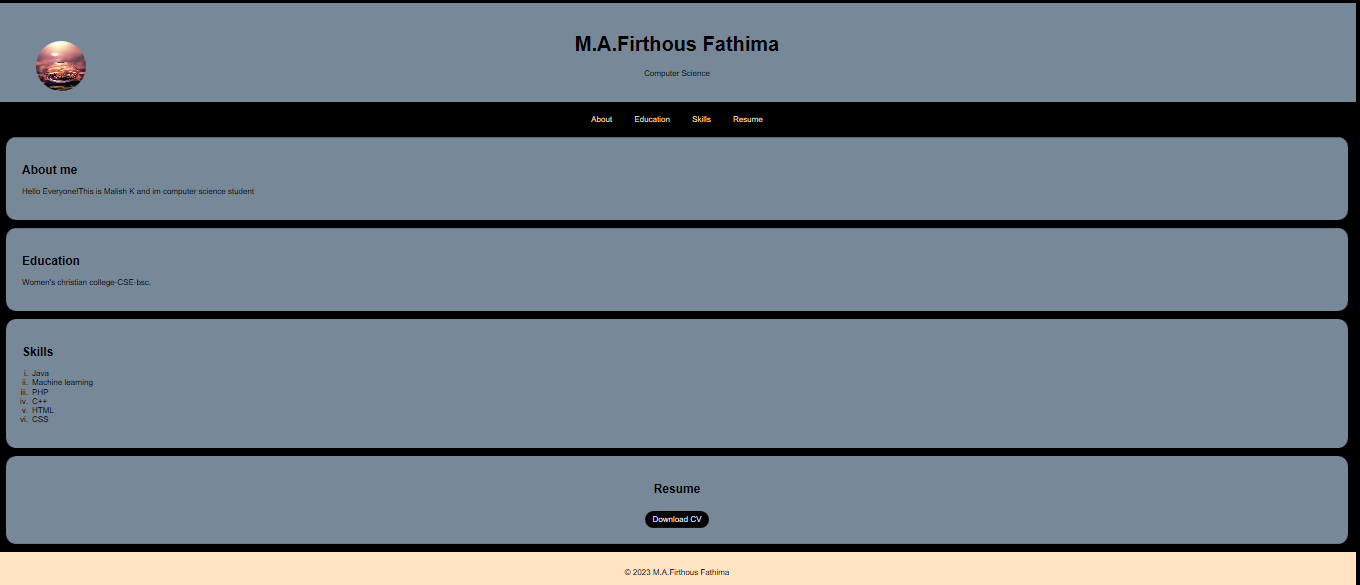 M.A.Firthous Fathima
Computer Science
About Education Skills Resume
About me
Hello Everyone!This is Malish K and im computer science student
Education
Women's christian college-CSE-bsc.
Skills
i. Java
ii. Machine learning
iii. PHP
iv. C++
v. HTML
vi. CSS
Resume
Download CV
© 2023 M.A.Firthous Fathima